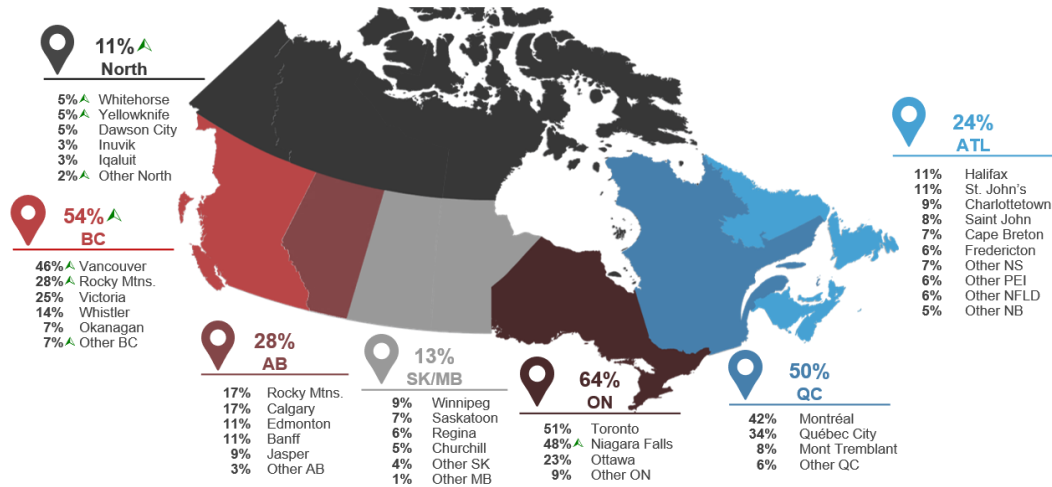 11%
North
5% Whitehorse
5% Yellowknife
5% Dawson City
3% Inuvik
3% Iqaluit
2% Other North
54%
BC
46% Vancouver
28% Rocky Mtns.
25% Victoria
14% Whistler
7% Okanagan
7% Other BC
28%
AB
17% Rocky Mtns.
17% Calgary
11% Edmonton
11% Banff
9% Jasper
3% Other AB
13%
SK/MB
9% Winnipeg
7% Saskatoon
6% Regina
5% Churchill
4% Other SK
1% Other MB
64%
ON
51% Toronto
48% Niagara Falls
23% Ottawa
9% Other ON
50%
QC
42% Montréal
34% Québec City
8% Mont Tremblant
6% Other QC
24%
ATL
11% Halifax
11% St. John's
9% Charlottetown
8% Saint John
7% Cape Breton
6% Fredericton
7% Other NS
6% Other PEI
6% Other NFLD
5% Other NB